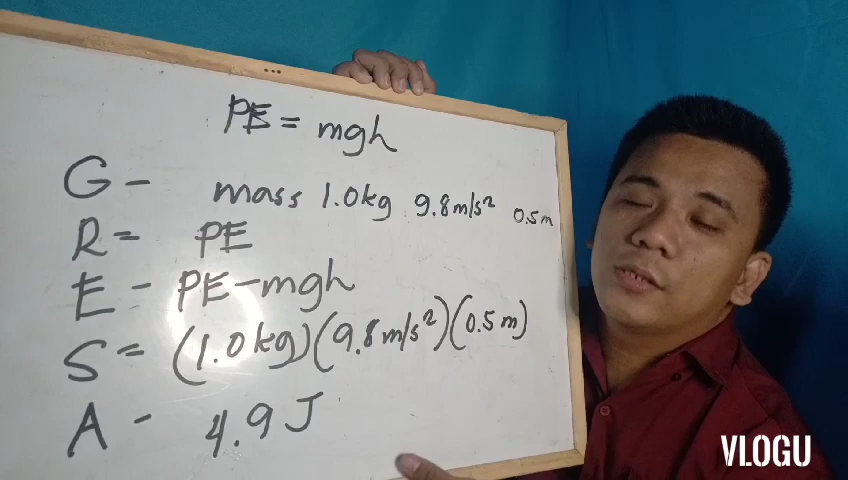 PE = mgh
G - mass 1.0kg 9.8m/s² 0.5m
R = PE
E - PE - mgh
S = (1.0kg)(9.8m/s²)(0.5m)
A - 4.9 J
VLOGU